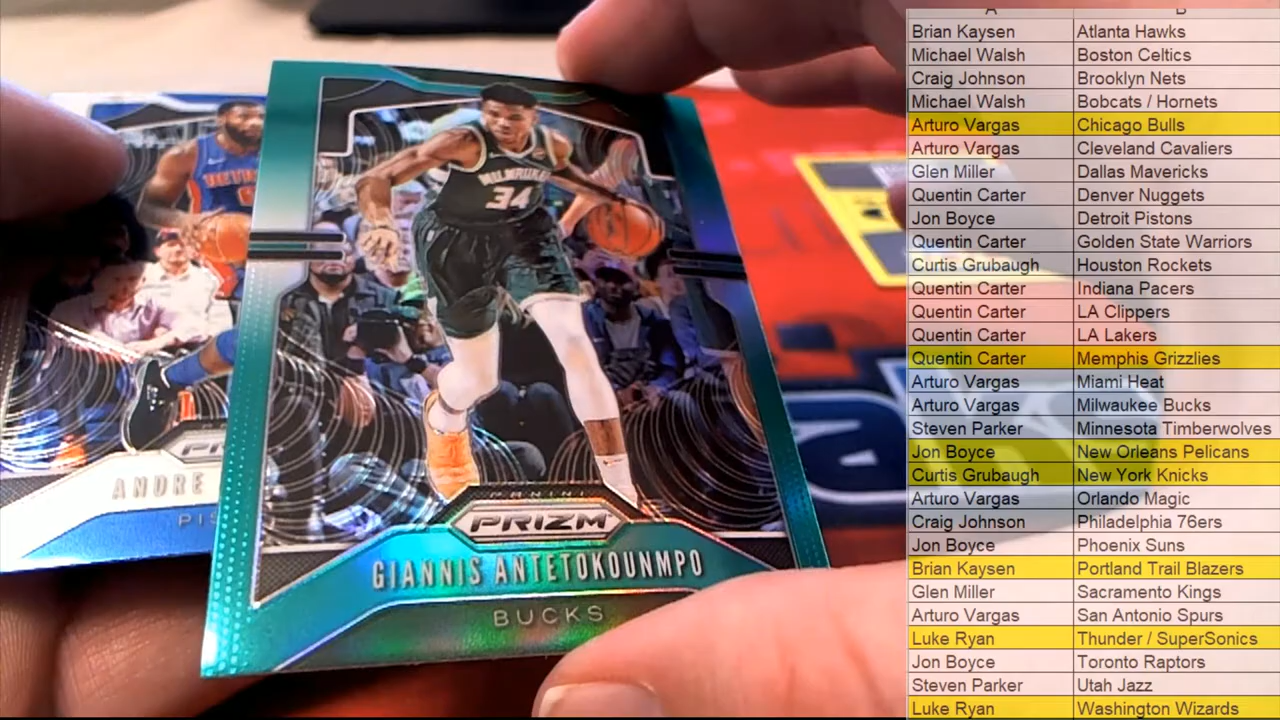 MILWAUKEE
34
PANINI
PRIZM
GIANNIS ANTETOKOUNMPO
BUCKS
DETROIT
ANDRE
A B
Brian Kaysen Atlanta Hawks
Michael Walsh Boston Celtics
Craig Johnson Brooklyn Nets
Michael Walsh Bobcats / Hornets
Arturo Vargas Chicago Bulls
Arturo Vargas Cleveland Cavaliers
Glen Miller Dallas Mavericks
Quentin Carter Denver Nuggets
Jon Boyce Detroit Pistons
Quentin Carter Golden State Warriors
Curtis Grubaugh Houston Rockets
Quentin Carter Indiana Pacers
Quentin Carter LA Clippers
Quentin Carter LA Lakers
Quentin Carter Memphis Grizzlies
Arturo Vargas Miami Heat
Arturo Vargas Milwaukee Bucks
Steven Parker Minnesota Timberwolves
Jon Boyce New Orleans Pelicans
Curtis Grubaugh New York Knicks
Arturo Vargas Orlando Magic
Craig Johnson Philadelphia 76ers
Jon Boyce Phoenix Suns
Brian Kaysen Portland Trail Blazers
Glen Miller Sacramento Kings
Arturo Vargas San Antonio Spurs
Luke Ryan Thunder / SuperSonics
Jon Boyce Toronto Raptors
Steven Parker Utah Jazz
Luke Ryan Washington Wizards